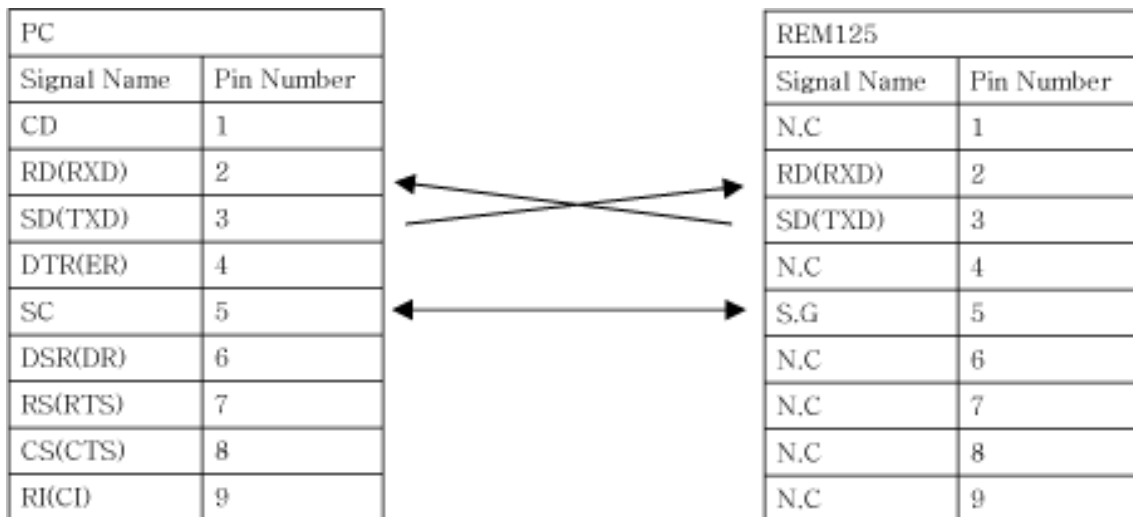 PC
Signal Name Pin Number
CD 1
RD(RXD) 2
SD(TXD) 3
DTR(ER) 4
SC 5
DSR(DR) 6
RS(RTS) 7
CS(CTS) 8
RI(CI) 9
REM125
Signal Name Pin Number
N.C 1
RD(RXD) 2
SD(TXD) 3
N.C 4
S.G 5
N.C 6
N.C 7
N.C 8
N.C 9